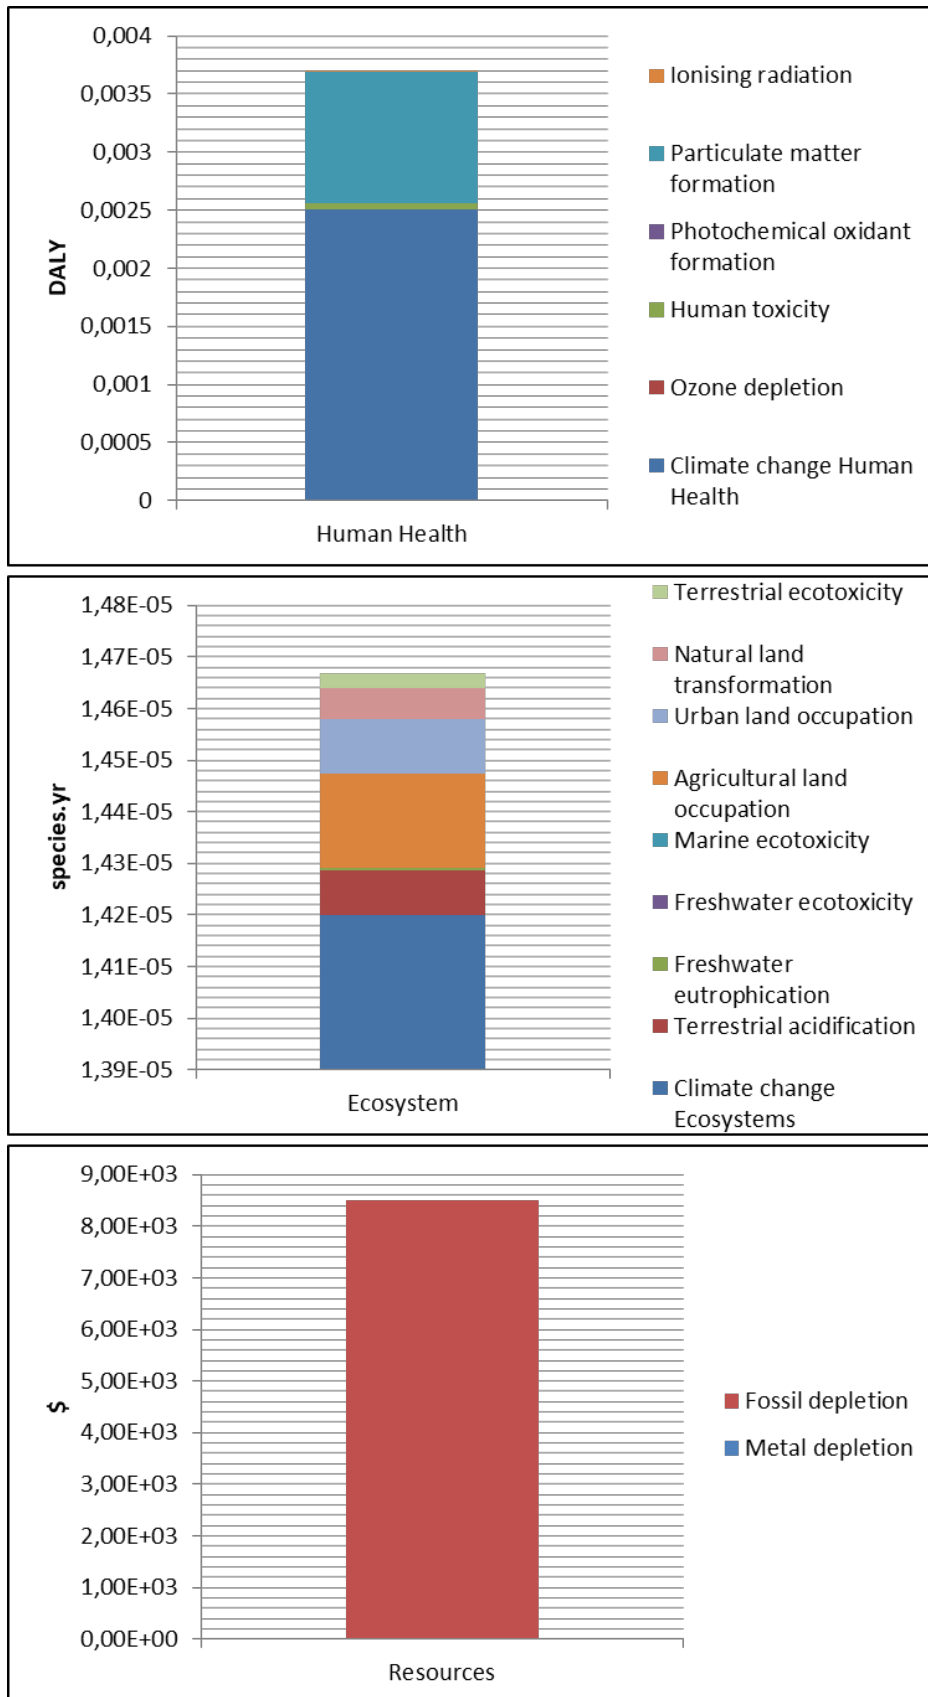 0,004
0,0035
0,003
0,0025
0,002
0,0015
0,001
0,0005
0
DALY
Human Health
Ionising radiation
Particulate matter
formation
Photochemical oxidant
formation
Human toxicity
Ozone depletion
Climate change Human
Health
1,48E-05
1,47E-05
1,46E-05
1,45E-05
1,44E-05
1,43E-05
1,42E-05
1,41E-05
1,40E-05
1,39E-05
species.yr
Ecosystem
Terrestrial ecotoxicity
Natural land
transformation
Urban land occupation
Agricultural land
occupation
Marine ecotoxicity
Freshwater ecotoxicity
Freshwater
eutrophication
Terrestrial acidification
Climate change
Ecosystems
9,00E+03
8,00E+03
7,00E+03
6,00E+03
5,00E+03
4,00E+03
3,00E+03
2,00E+03
1,00E+03
0,00E+00
$
Resources
Fossil depletion
Metal depletion